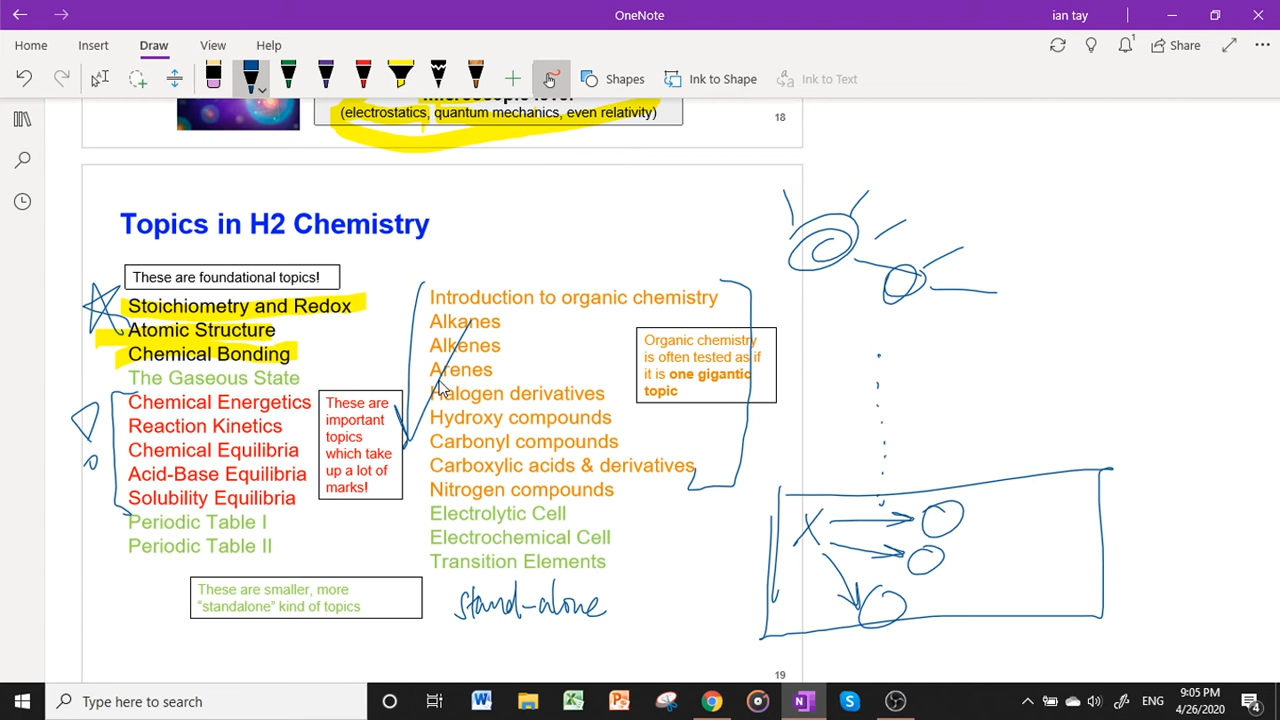 OneNote
ian tay
Home Insert Draw View Help
Share
Shapes
Ink to Shape
Ink to Text
Microscopic level
(electrostatics, quantum mechanics, even relativity)
18
Topics in H2 Chemistry
These are foundational topics!
Stoichiometry and Redox
Atomic Structure
Chemical Bonding
The Gaseous State
Chemical Energetics
Reaction Kinetics
Chemical Equilibria
Acid-Base Equilibria
Solubility Equilibria
Periodic Table I
Periodic Table II
These are
important
topics
which take
up a lot of
marks!
These are smaller, more
“standalone” kind of topics
Introduction to organic chemistry
Alkanes
Alkenes
Arenes
Halogen derivatives
Hydroxy compounds
Carbonyl compounds
Carboxylic acids & derivatives
Nitrogen compounds
Electrolytic Cell
Electrochemical Cell
Transition Elements
Organic chemistry
is often tested as if
it is one gigantic
topic
stand-alone
X
19
Type here to search
ENG
9:05 PM
4/26/2020
4